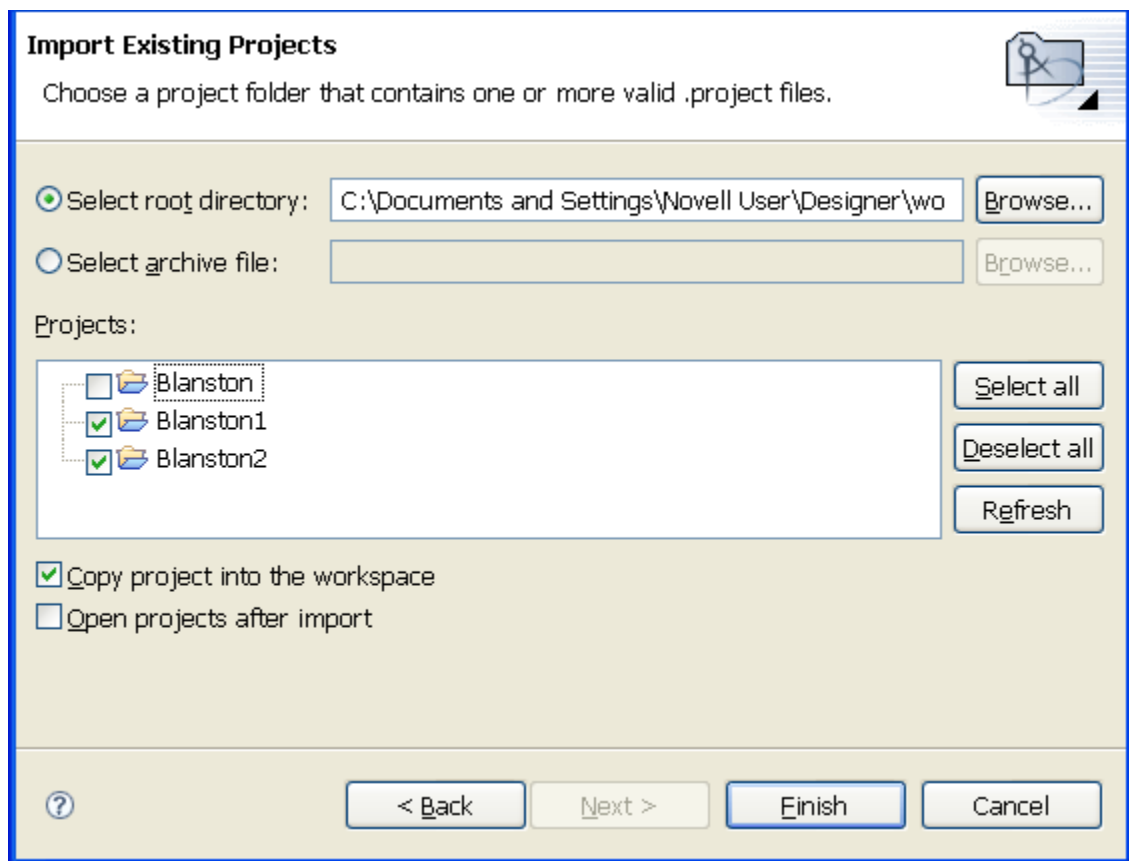 Import Existing Projects
Choose a project folder that contains one or more valid .project files.
Select root directory: C:\Documents and Settings\Novell User\Designer\wo Browse...
Select archive file: Browse...
Projects:
Blanston
Select all
Blanston1
Deselect all
Blanston2
Refresh
Copy project into the workspace
Open projects after import
? < Back Next > Finish Cancel